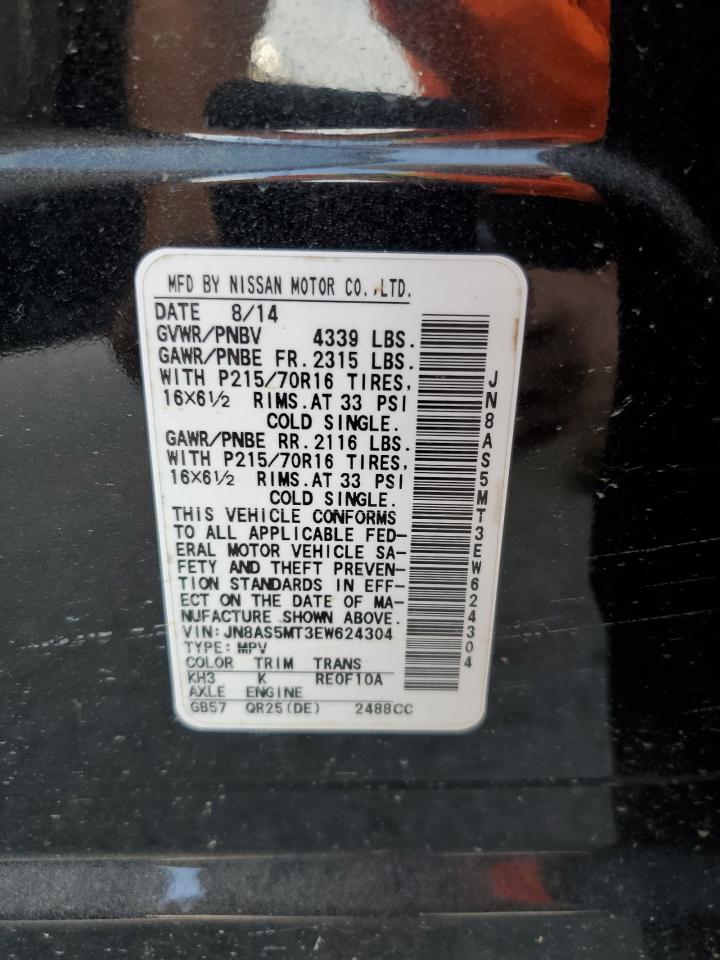 MFD BY NISSAN MOTOR CO.,LTD.
DATE 8/14
GVWR/PNBV 4339 LBS.
GAWR/PNBE FR. 2315 LBS.
WITH P215/70R16 TIRES,
16×6½ RIMS.AT 33 PSI
COLD SINGLE.
GAWR/PNBE RR. 2116 LBS.
WITH P215/70R16 TIRES,
16×6½ RIMS.AT 33 PSI
COLD SINGLE.
THIS VEHICLE CONFORMS
TO ALL APPLICABLE FED-
ERAL MOTOR VEHICLE SA-
FETY AND THEFT PREVEN-
TION STANDARDS IN EFF-
ECT ON THE DATE OF MA-
NUFACTURE SHOWN ABOVE.
VIN:JN8AS5MT3EW624304
TYPE: MPV
COLOR TRIM TRANS
KH3 K RE0F10A
AXLE ENGINE
GB57 QR25(DE) 2488CC
JN8AS5MT3EW624304